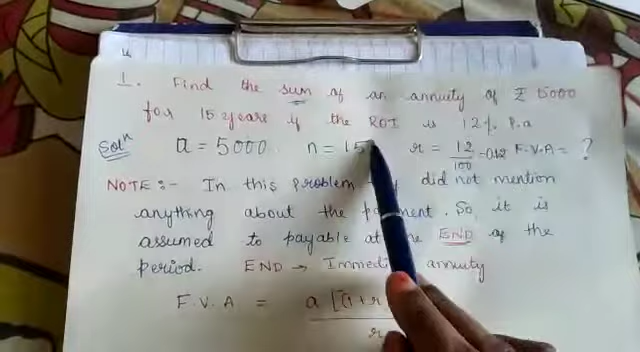 1. Find the sum of an annuity of ₹ 5000
for 15 years if the ROI is 12% P.a
Solⁿ a = 5000 n = 15 r = 12/100 = 0.12 F.V.A = ?
NOTE :- In this problem did not mention
anything about the payment. So, it is
assumed to payable at the END of the
period. END → Immedi annuity
F.V.A = a [(1+r
r